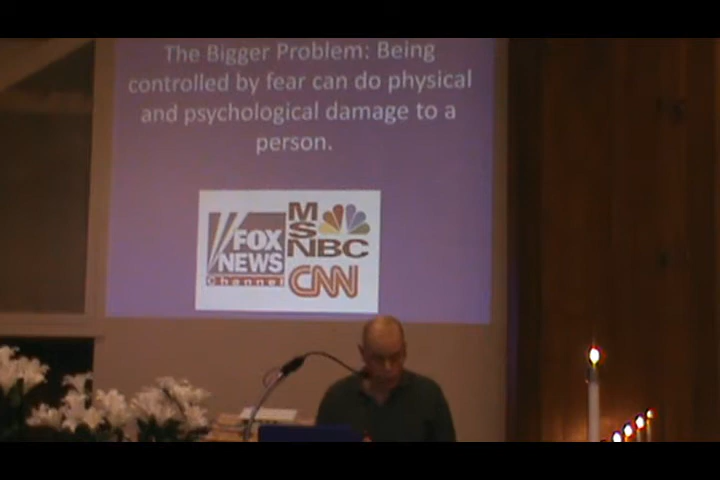 The Bigger Problem: Being
controlled by fear can do physical
and psychological damage to a
person.
FOX
NEWS
Channel
MSNBC
CNN